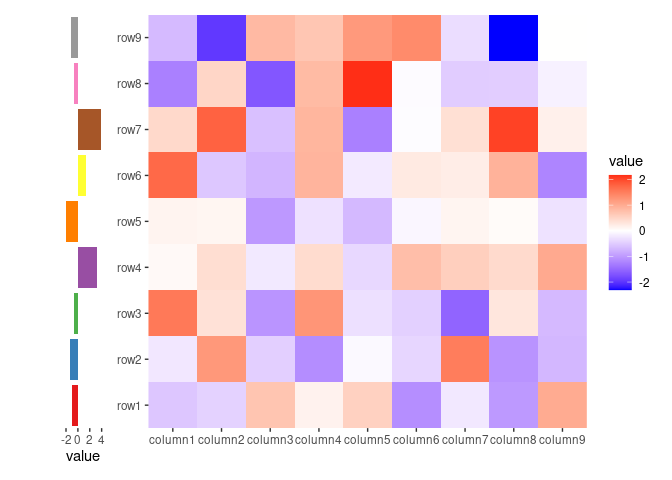 row9
row8
row7
row6
row5
row4
row3
row2
row1
-2 0 2 4
value
column1 column2 column3 column4 column5 column6 column7 column8 column9
value
2
1
0
-1
-2